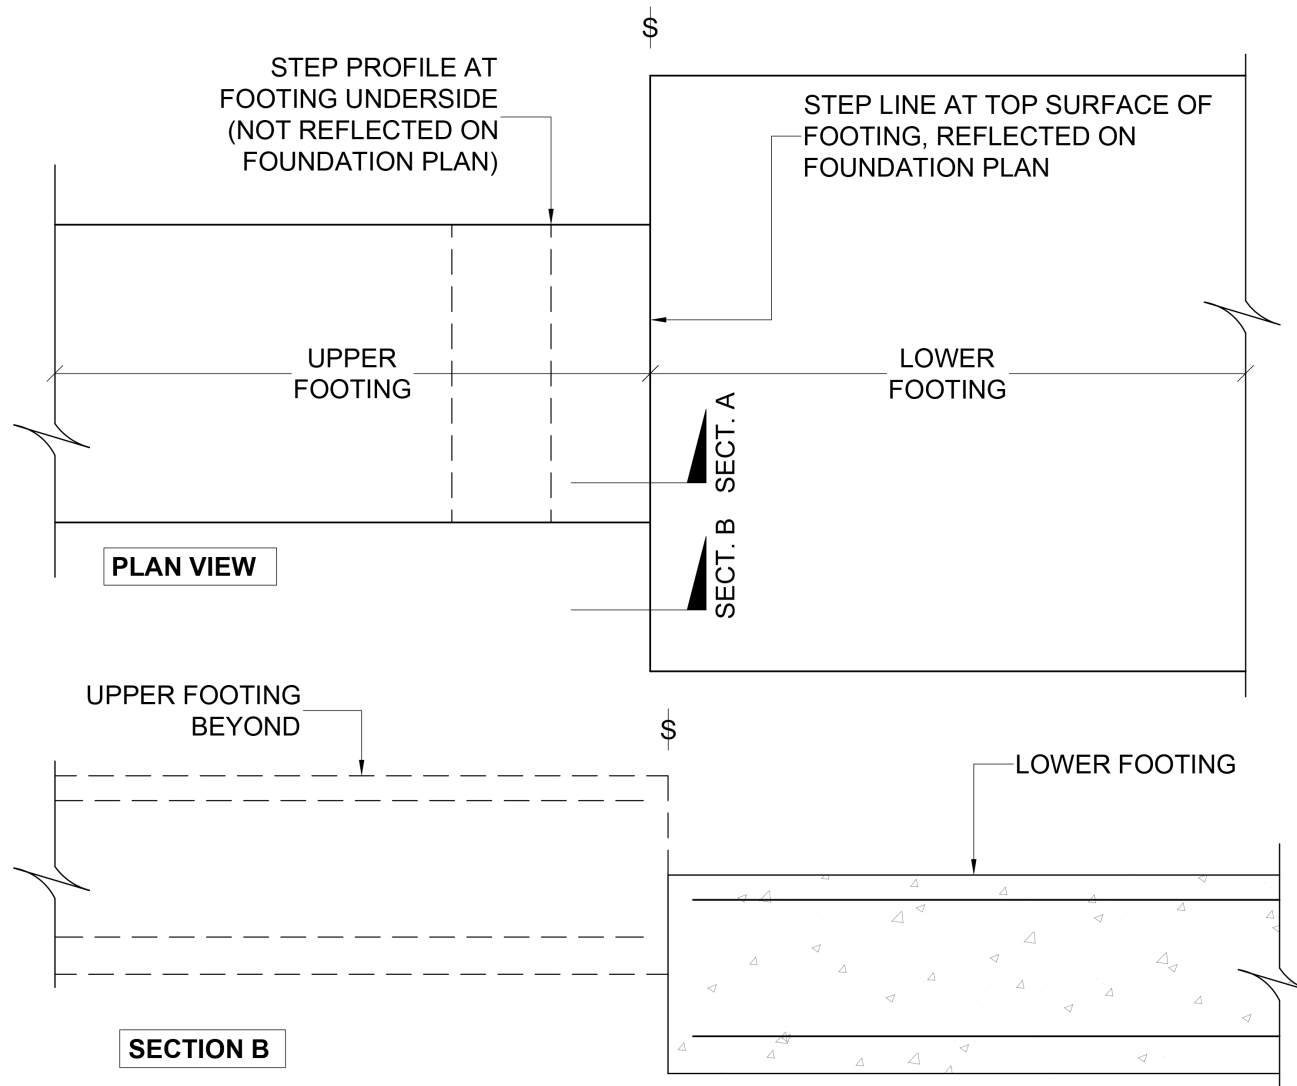 S
STEP PROFILE AT
FOOTING UNDERSIDE
(NOT REFLECTED ON
FOUNDATION PLAN)
STEP LINE AT TOP SURFACE OF
FOOTING, REFLECTED ON
FOUNDATION PLAN
UPPER
FOOTING
LOWER
FOOTING
SECT. A
SECT. B
PLAN VIEW
UPPER FOOTING
BEYOND
S
LOWER FOOTING
SECTION B